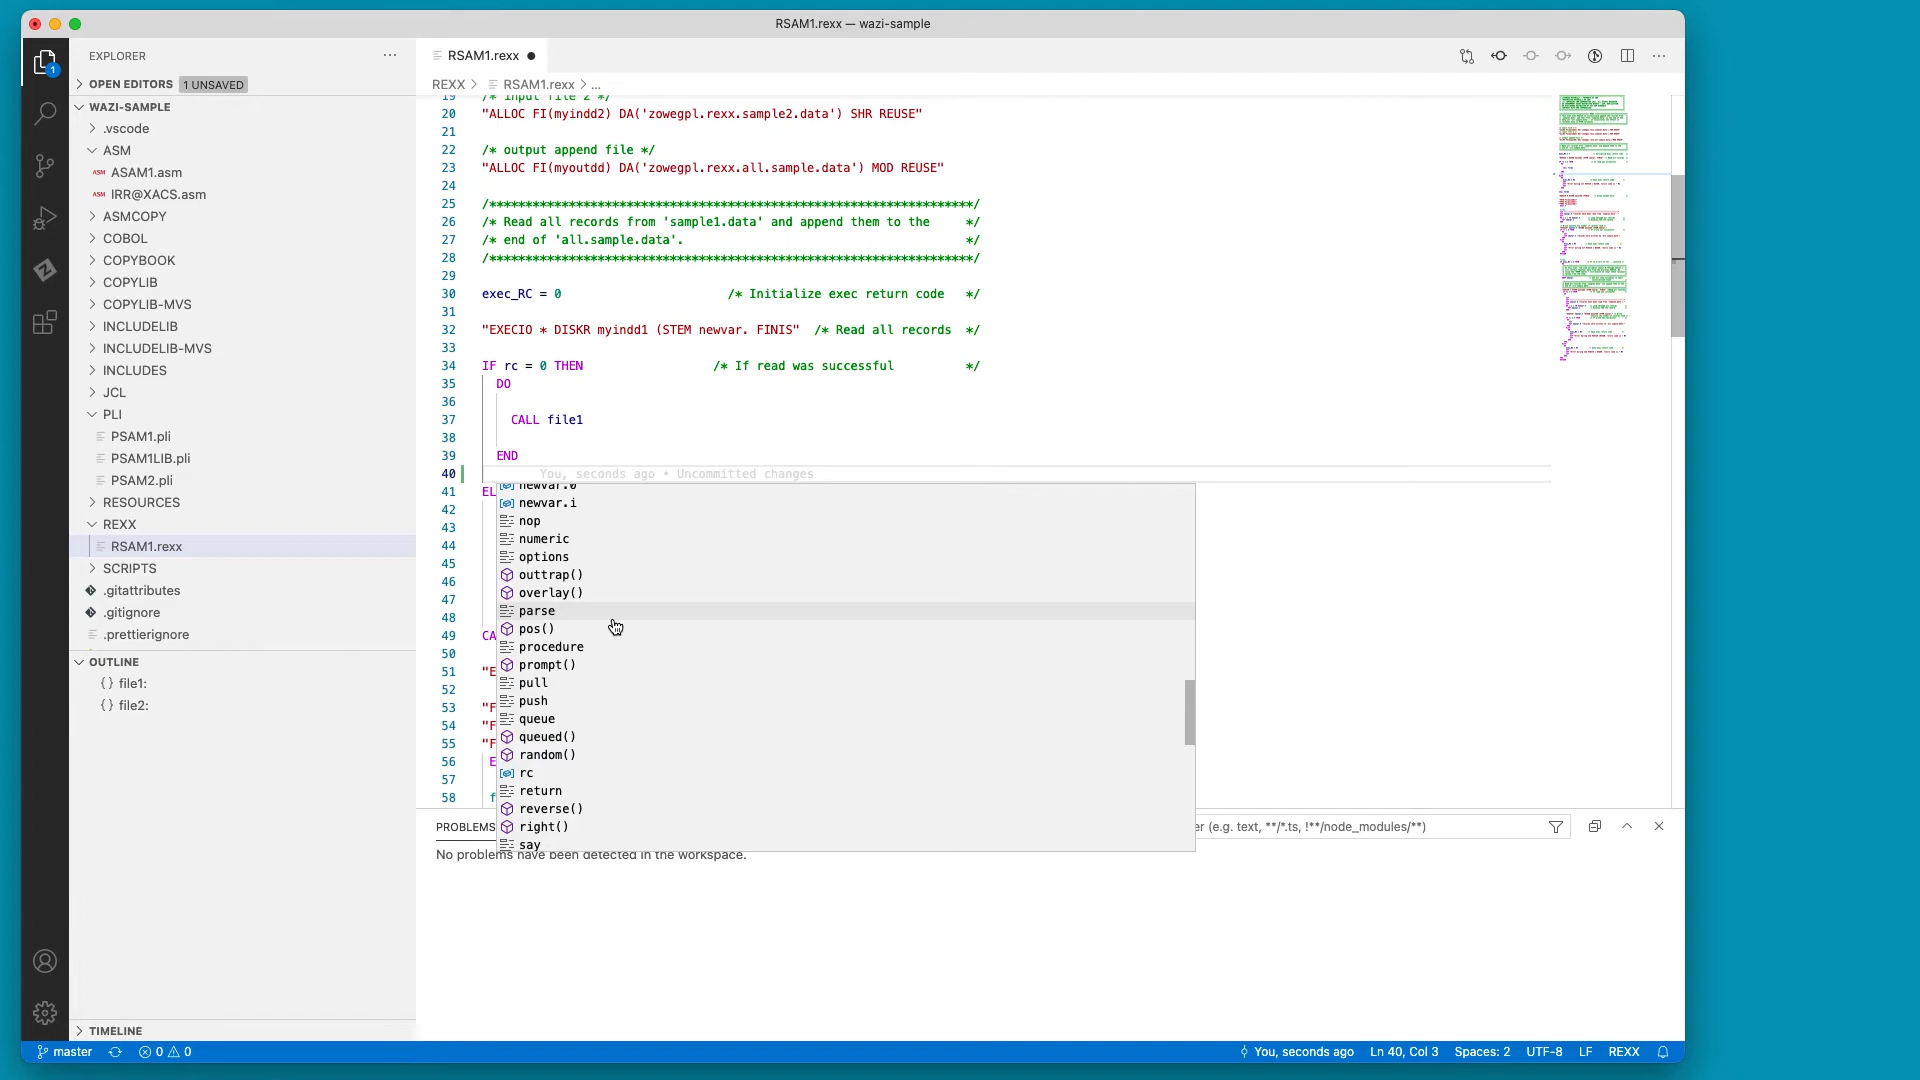 RSAM1.rexx — wazi-sample
EXPLORER
OPEN EDITORS 1 UNSAVED
WAZI-SAMPLE
.vscode
ASM
ASM ASAM1.asm
ASM IRR@XACS.asm
ASMCOPY
COBOL
COPYBOOK
COPYLIB
COPYLIB-MVS
INCLUDELIB
INCLUDELIB-MVS
INCLUDES
JCL
PLI
PSAM1.pli
PSAM1LIB.pli
PSAM2.pli
RESOURCES
REXX
RSAM1.rexx
SCRIPTS
.gitattributes
.gitignore
.prettierignore
OUTLINE
{} file1:
{} file2:
TIMELINE
1
RSAM1.rexx
REXX > RSAM1.rexx > ...
19 /* input file 2 */
20 "ALLOC FI(myindd2) DA('zowegpl.rexx.sample2.data') SHR REUSE"
21
22 /* output append file */
23 "ALLOC FI(myoutdd) DA('zowegpl.rexx.all.sample.data') MOD REUSE"
24
25 /*******************************************************************/
26 /* Read all records from 'sample1.data' and append them to the */
27 /* end of 'all.sample.data'. */
28 /*******************************************************************/
29
30 exec_RC = 0 /* Initialize exec return code */
31
32 "EXECIO * DISKR myindd1 (STEM newvar. FINIS" /* Read all records */
33
34 IF rc = 0 THEN /* If read was successful */
35 DO
36
37 CALL file1
38
39 END
40 You, seconds ago • Uncommitted changes
41 EL
42
43
44
45
46
47
48
49 CA
50
51 "E
52
53 "F
54 "F
55 "F
56 E
57
58 f
newvar.0
newvar.i
nop
numeric
options
outtrap()
overlay()
parse
pos()
procedure
prompt()
pull
push
queue
queued()
random()
rc
return
reverse()
right()
say
PROBLEMS
er (e.g. text, **/*.ts, !**/node_modules/**)
No problems have been detected in the workspace.
master 0 0
You, seconds ago Ln 40, Col 3 Spaces: 2 UTF-8 LF REXX